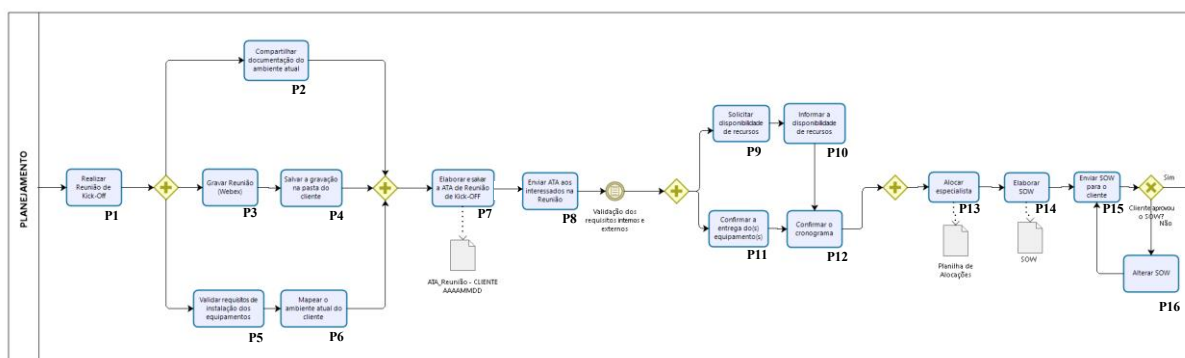 PLANEJAMENTO
Realizar
Reunião de
Kick-Off
P1
Compartilhar
documentação do
ambiente atual
P2
Gravar Reunião
(Webex)
P3
Salvar a gravação
na pasta do
cliente
P4
Validar requisitos de
instalação dos
equipamentos
P5
Mapear o
ambiente atual do
cliente
P6
Elaborar e salvar
a ATA de Reunião
de Kick-OFF
P7
ATA_Reunião - CLIENTE
AAAAMMDD
Enviar ATA aos
interessados na
Reunião
P8
Validação dos
requisitos internos e
externos
Solicitar
disponibilidade
de recursos
P9
Informar a
disponibilidade
de recursos
P10
Confirmar a
entrega do(s)
equipamento(s)
P11
Confirmar o
cronograma
P12
Alocar
especialista
P13
Planilha de
Alocações
Elaborar
SOW
P14
SOW
Enviar SOW
para o
cliente
P15
Sim
Cliente aprovou
o SOW?
Não
Alterar SOW
P16